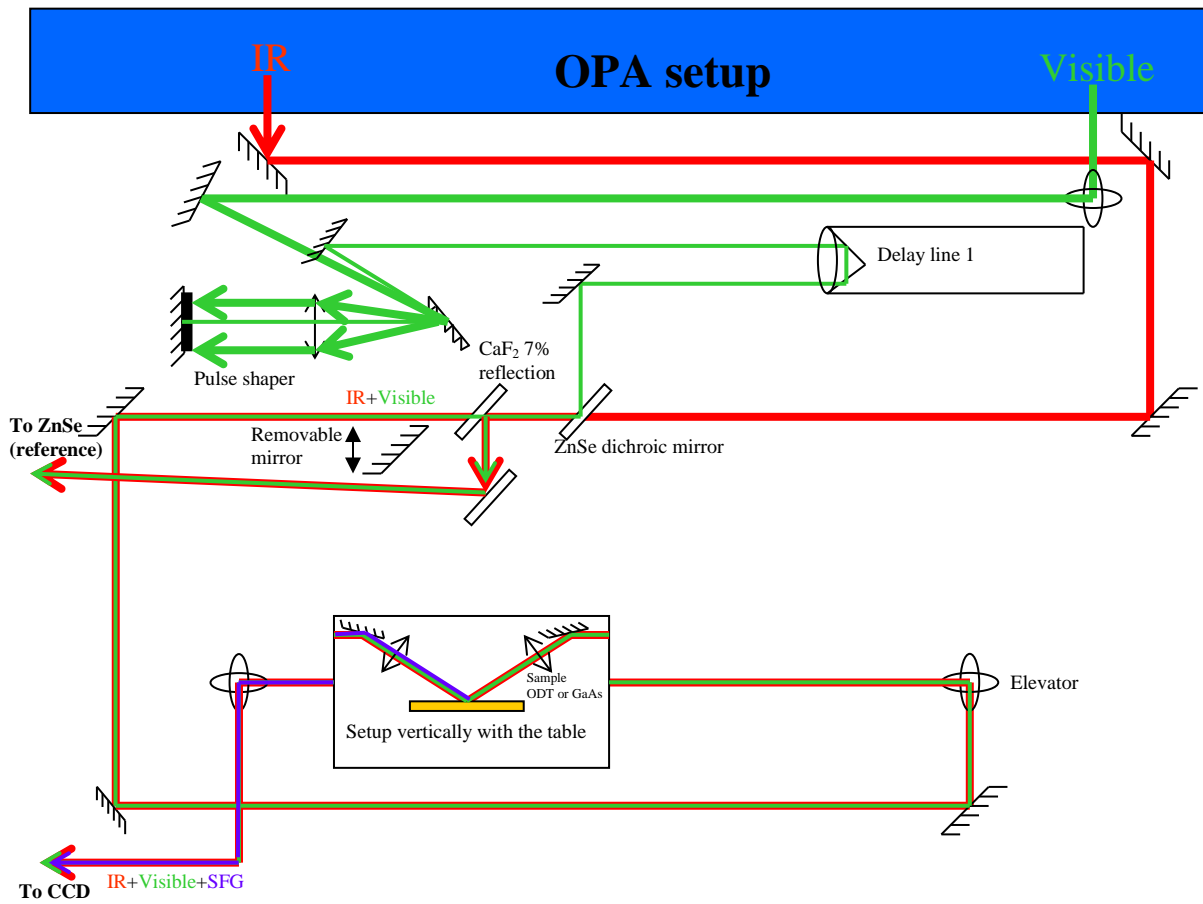 IR
OPA setup
Visible
Delay line 1
CaF₂ 7%
reflection
Pulse shaper
IR+Visible
To ZnSe
(reference)
Removable
mirror
ZnSe dichroic mirror
Sample
ODT or GaAs
Elevator
Setup vertically with the table
To CCD
IR+Visible+SFG